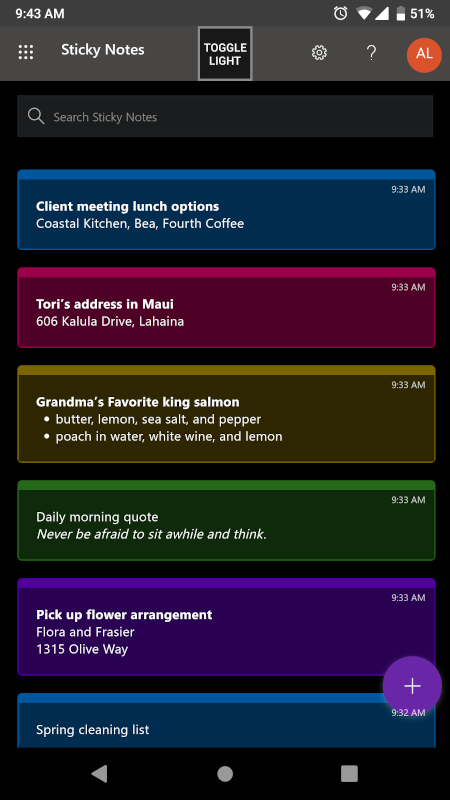 9:43 AM
51%
Sticky Notes
TOGGLE
LIGHT
?
AL
Search Sticky Notes
9:33 AM
Client meeting lunch options
Coastal Kitchen, Bea, Fourth Coffee
9:33 AM
Tori's address in Maui
606 Kalula Drive, Lahaina
9:33 AM
Grandma's Favorite king salmon
• butter, lemon, sea salt, and pepper
• poach in water, white wine, and lemon
9:33 AM
Daily morning quote
Never be afraid to sit awhile and think.
9:33 AM
Pick up flower arrangement
Flora and Frasier
1315 Olive Way
9:32 AM
Spring cleaning list